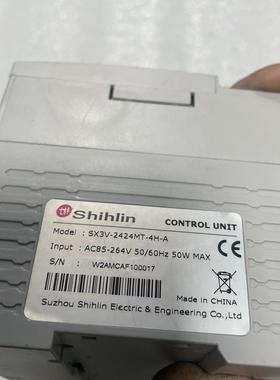 Shihlin
CONTROL UNIT
Model : SX3V-2424MT-4H-A
Input : AC85-264V 50/60Hz 50W MAX
S/N : W2AMCAF100017
CE
Made in CHINA
Suzhou Shihlin Electric & Engineering Co.,Ltd